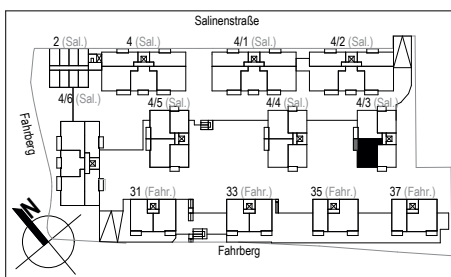 Salinenstraße
2 (Sal.) 4 (Sal.) 4/1 (Sal.) 4/2 (Sal.)
4/6 (Sal.) 4/5 (Sal.) 4/4 (Sal.) 4/3 (Sal.)
Fahrberg
31 (Fahr.) 33 (Fahr.) 35 (Fahr.) 37 (Fahr.)
N
Fahrberg